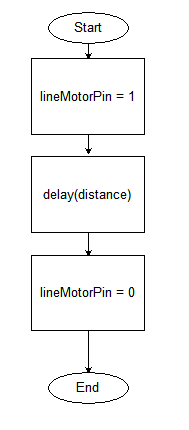 Start
lineMotorPin = 1
delay(distance)
lineMotorPin = 0
End